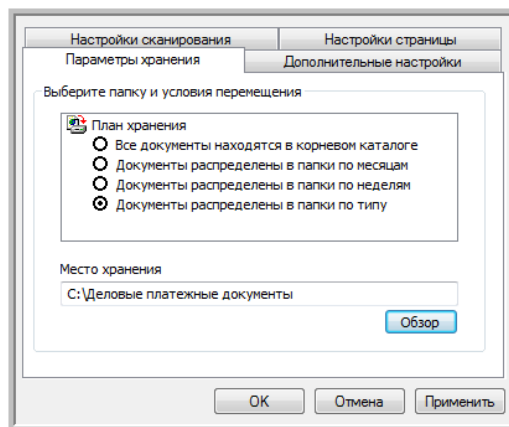 Настройки сканирования
Настройки страницы
Параметры хранения
Дополнительные настройки
Выберите папку и условия перемещения
План хранения
Все документы находятся в корневом каталоге
Документы распределены в папки по месяцам
Документы распределены в папки по неделям
Документы распределены в папки по типу
Место хранения
C:\Деловые платежные документы
Обзор
OK
Отмена
Применить